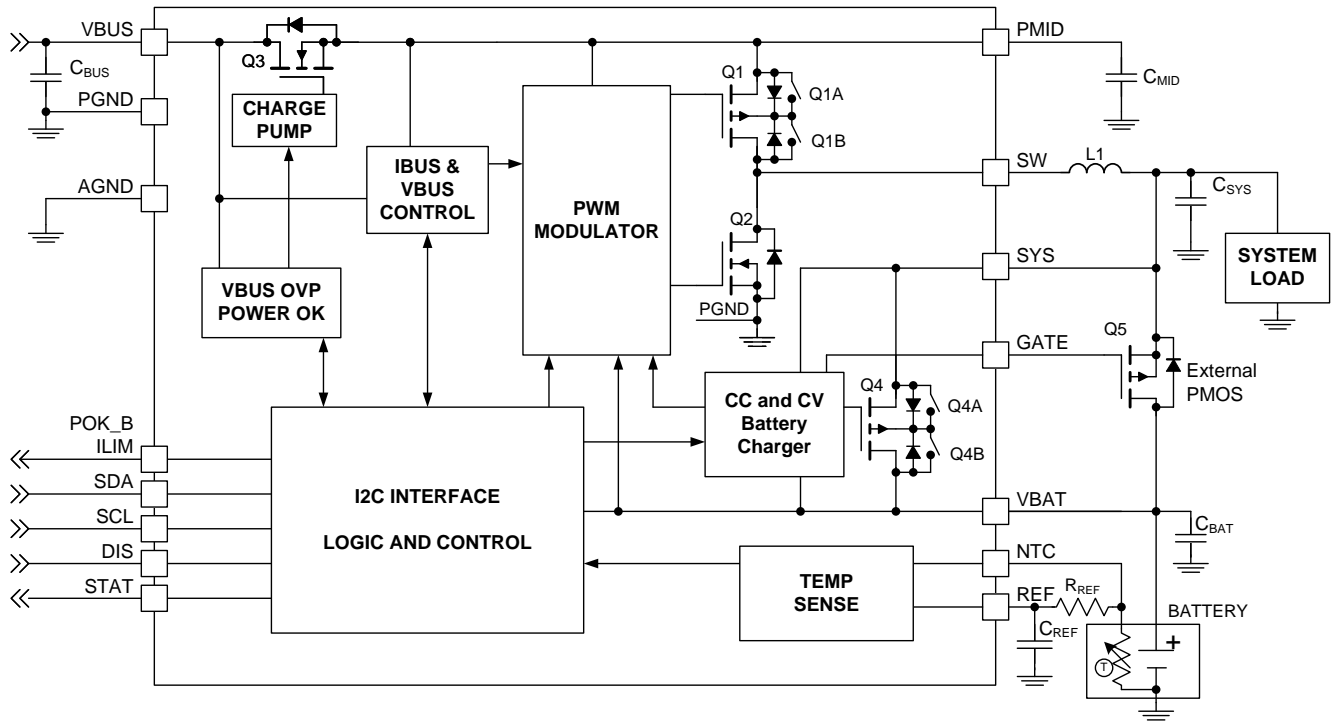 VBUS
PMID
Q3
Q1
CBUS
Q1A
CMID
PGND
CHARGE
PUMP
Q1B
IBUS &
VBUS
CONTROL
SW
L1
AGND
PWM
MODULATOR
CSYS
Q2
SYS
SYSTEM
LOAD
VBUS OVP
POWER OK
PGND
GATE
Q5
External
PMOS
CC and CV
Battery
Charger
Q4
Q4A
Q4B
POK_B
ILIM
SDA
I2C INTERFACE
LOGIC AND CONTROL
VBAT
SCL
CBAT
DIS
NTC
STAT
TEMP
SENSE
REF
RREF
BATTERY
CREF
+
T